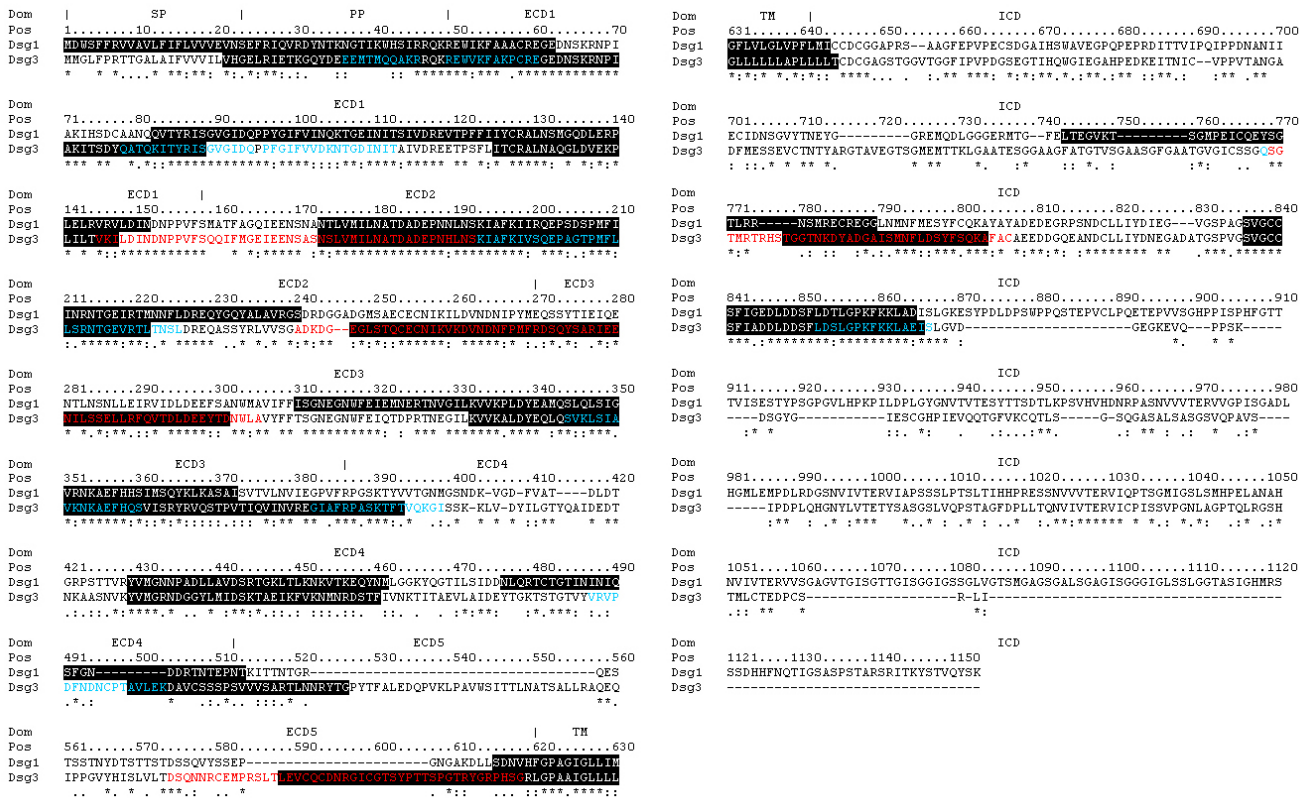 Dom | SP | PP | ECD1
Pos 1.......10........20........30........40........50........60........70
Dsg1 MDWSFFRVVAVLFIFLVVVEVNSEFRIQVRDYNTKNGTIKWHSIRRQKREWIKFAAACREGEDNSKRNPI
Dsg3 MMGLFPRTTGALAIFVVVILVHGELRIETKGQYDEEEMTMQQAKRRQKREWVKFAKPCREGEDNSKRNPI
Dom ECD1
Pos 71.......80........90........100.......110.......120.......130.......140
Dsg1 AKIHSDCAANQQVTYRISGVGIDQPPYGIFVINQKTGEINITSIVDREVTPFFIIYCRALNSMGQDLERP
Dsg3 AKITSDYQATQKITYRISGVGIDQPPFGIFVVDKNTGDINITAIVDREETPSFLITCRALNAQGLDVEKP
Dom ECD1 | ECD2
Pos 141......150.......160.......170.......180.......190.......200.......210
Dsg1 LELRVRVLDINDNPPVFSMATFAGQIEENSNANTLVMILNATDADEPNNLNSKIAFKIIRQEPSDSPMFI
Dsg3 LILTVKILDINDNPPVFSQQIFMGEIEENSASNSLVMILNATDADEPNHLNSKIAFKIVSQEPAGTPMFL
Dom ECD2 | ECD3
Pos 211......220.......230.......240.......250.......260.......270.......280
Dsg1 INRNTGEIRTMNNFLDREQYGQYALAVRGSDRDGGADGMSAECECNIKILDVNDNIPYMEQSSYTIEIQE
Dsg3 LSRNTGEVRTLTNSLDREQASSYRLVVSGADKDG--EGLSTQCECNIKVKDVNDNFPMFRDSQYSARIEE
Dom ECD3
Pos 281......290.......300.......310.......320.......330.......340.......350
Dsg1 NTLNSNLLEIRVIDLDEEFSANWMAVIFFISGNEGNWFEIEMNERTNVGILKVVKPLDYEAMQSLQLSIG
Dsg3 NILSSELLRFQVTDLDEEYTDNWLAVYFFTSGNEGNWFEIQTDPRTNEGILKVVKALDYEQLQSVKLSIA
Dom ECD3 | ECD4
Pos 351......360.......370.......380.......390.......400.......410.......420
Dsg1 VRNKAEFHHSIMSQYKLKASAISVTVLNVIEGPVFRPGSKTYVVTGNMGSNDK-VGD-FVAT----DLDT
Dsg3 VKNKAEFHQSVISRYRVQSTPVTIQVINVREGIAFRPASKTFTVQKGISSK-KLV-DYILGTYQAIDEDT
Dom ECD4
Pos 421......430.......440.......450.......460.......470.......480.......490
Dsg1 GRPSTTVRYVMGNNPADLLAVDSRTGKLTLKNKVTKEQYNMLGGKYQGTILSIDDNLQRTCTGTININIQ
Dsg3 NKAASNVKYVMGRNDGGYLMIDSKTAEIKFVKNMNRDSTFIVNKTITAEVLAIDEYTGKTSTGTVYVRVP
Dom ECD4 | ECD5
Pos 491......500.......510.......520.......530.......540.......550.......560
Dsg1 SFGN---------DDRTNTEPNTKITTNTGR------------------------------------QES
Dsg3 DFNDNCPTAVLEKDAVCSSSPSVVVSARTLNNRYTGPYTFALEDQPVKLPAVWSITTLNATSALLRAQEQ
Dom ECD5 | TM
Pos 561......570.......580.......590.......600.......610.......620.......630
Dsg1 TSSTNYDTSTTSTDSSQVYSSEP-----------------------GNGAKDLLSDNVHFGPAGIGLLIM
Dsg3 IPPGVYHISLVLTDSQNNRCEMPRSLTLEVCQCDNRGICGTSYPTTSPGTRYGRPHSGRLGPAAIGLLLL
Dom TM | ICD
Pos 631......640.......650.......660.......670.......680.......690.......700
Dsg1 GFLVLGLVPFLMICCDCGGAPRS--AAGFEPVPECSDGAIHSWAVEGPQPEPRDITTVIPQIPPDNANII
Dsg3 GLLLLLLAPLLLLTCDCGAGSTGGVTGGFIPVPDGSEGTIHQWGIEGAHPEDKEITNIC--VPPVTANGA
Dom ICD
Pos 701......710.......720.......730.......740.......750.......760.......770
Dsg1 ECIDNSGVYTNEYG-------GREMQDLGGGERMTG--FELTEGVKT---------SGMPEICQEYSG
Dsg3 DFMESSEVCTNTYARGTAVEGTSGMEMTTKLGAATESGGAAGFATGTVSGAASGFGAATGVGICSSGQSG
Dom ICD
Pos 771......780.......790.......800.......810.......820.......830.......840
Dsg1 TLRR-----NSMRECREGGLNMNFMESYFCQKAYAYADEDEGRPSNDCLLIYDIEG--VGSPAGSVGCC
Dsg3 TMRTRHSTGGTNKDYADGAISMNFLDSYFSQKAFACAEEDDGQEANDCLLIYDNEGADATGSPVGSVGCC
Dom ICD
Pos 841......850.......860.......870.......880.......890.......900.......910
Dsg1 SFIGEDLDDSFLDTLGPKFKKLADISLGKESYPDLDPSWPPQSTEPVCLPQETEPVVSGHPPISPHFGTT
Dsg3 SFIADDLDDSFLDSLGPKFKKLAEISLGVD----------------------GEGKEVQ---PPSK----
Dom ICD
Pos 911......920.......930.......940.......950.......960.......970.......980
Dsg1 TVISESTYPSGPGVLHPKPILDPLGYGNVTVTESYTTSDTLKPSVHVHDNRPASNVVVTERVVGPISGADL
Dsg3 ----DSGYG------------IESCGHPIEVQQTGFVKCQTLS-----G-SQGASALSASGSVQPAVS---
Dom ICD
Pos 981......990.......1000......1010......1020......1030......1040......1050
Dsg1 HGMLEMPDLRDGSNVIVTERVIAPSSSLPTSLTIHHPRESSNVVVTERVIQPTSGMIGSLSMHPELANAH
Dsg3 -----IPDPLQHGNYLVTETYSASGSLVQPSTAGFDPLLTQNVIVTERVICPISSVPGNLAGPTQLRGSH
Dom ICD
Pos 1051.....1060......1070......1080......1090......1100......1110......1120
Dsg1 NVIVTERVVSGAGVTGISGTTGISGGIGSSGLVGTSMGAGSGALSGAGISGGGIGLSSLGGTASIGHMRS
Dsg3 TMLCTEDPCS-------------------R-LI-------------------------------------
Dom ICD
Pos 1121.....1130......1140......1150
Dsg1 SSDHHFNQTIGSASPSTARSRITKYSTVQYSK
Dsg3 --------------------------------